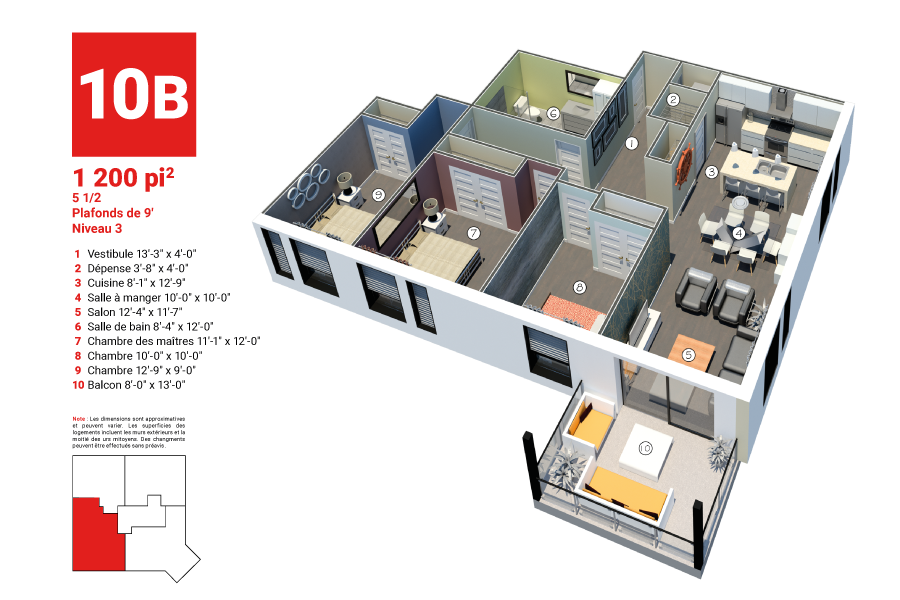 10B
1 200 pi²
5 1/2
Plafonds de 9'
Niveau 3
1 Vestibule 13'-3" x 4'-0"
2 Dépense 3'-8" x 4'-0"
3 Cuisine 8'-1" x 12'-9"
4 Salle à manger 10'-0" x 10'-0"
5 Salon 12'-4" x 11'-7"
6 Salle de bain 8'-4" x 12'-0"
7 Chambre des maîtres 11'-1" x 12'-0"
8 Chambre 10'-0" x 10'-0"
9 Chambre 12'-9" x 9'-0"
10 Balcon 8'-0" x 13'-0"
Note : Les dimensions sont approximatives
et peuvent varier. Les superficies des
logements incluent les murs extérieurs et la
moitié des urs mitoyens. Des changments
peuvent être effectués sans préavis.
6
2
1
3
9
7
4
8
5
10